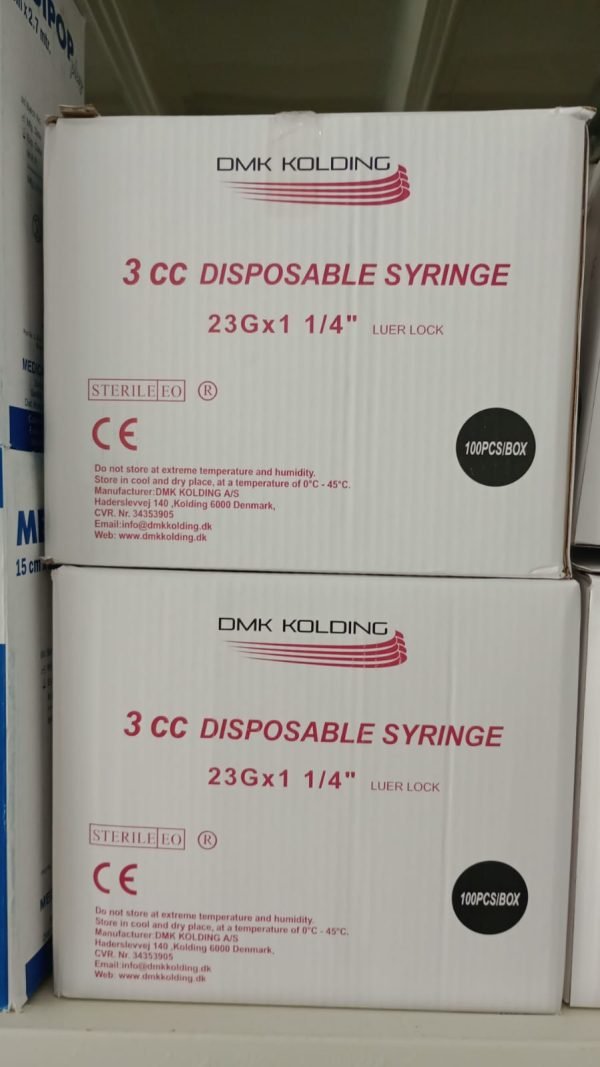 x 2.7 mtr.
DMK KOLDING
3 CC DISPOSABLE SYRINGE
23Gx1 1/4" LUER LOCK
STERILE EO ®
CE
100PCS/BOX
Do not store at extreme temperature and humidity.
Store in cool and dry place, at a temperature of 0°C - 45°C.
Manufacturer:DMK KOLDING A/S
Haderslevvej 140 ,Kolding 6000 Denmark,
CVR. Nr. 34353905
Email:info@dmkkolding.dk
Web: www.dmkkolding.dk
15 cm
DMK KOLDING
3 CC DISPOSABLE SYRINGE
23Gx1 1/4" LUER LOCK
STERILE EO ®
CE
100PCS/BOX
Do not store at extreme temperature and humidity.
Store in cool and dry place, at a temperature of 0°C - 45°C.
Manufacturer:DMK KOLDING A/S
Haderslevvej 140 ,Kolding 6000 Denmark,
CVR. Nr. 34353905
Email:info@dmkkolding.dk
Web: www.dmkkolding.dk